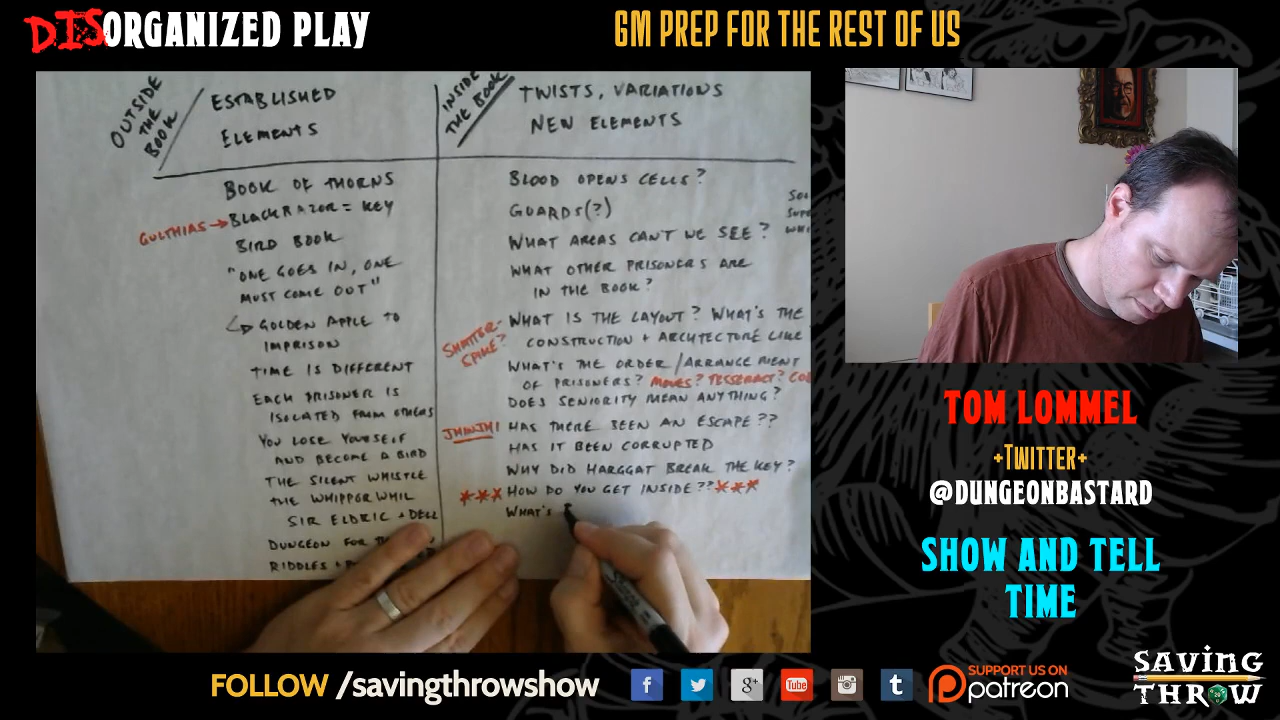 DISORGANIZED PLAY
GM PREP FOR THE REST OF US
OUTSIDE
THE
BOOK
ESTABLISHED
ELEMENTS
BOOK OF THORNS
GULTHIAS → BLACKRAZOR = KEY
BIRD BOOK
"ONE GOES IN, ONE
MUST COME OUT"
GOLDEN APPLE TO
IMPRISON
TIME IS DIFFERENT
EACH PRISONER IS
ISOLATED FROM OTHERS
YOU LOSE YOURSELF
AND BECOME A BIRD
THE SILENT WHISTLE
THE WHIPPERWHIL
SIR ELDRIC + DELL
DUNGEON FOR
RIDDLES +
INSIDE
THE BOOK
TWISTS, VARIATIONS
NEW ELEMENTS
BLOOD OPENS CELLS?
GUARDS(?)
WHAT AREAS CAN'T WE SEE?
WHAT OTHER PRISONERS ARE
IN THE BOOK?
WHAT IS THE LAYOUT? WHAT'S THE
CONSTRUCTION + ARCHTECTURE LIKE
SHATTER-
SPIKE?
WHAT'S THE ORDER/ARRANGEMENT
OF PRISONERS? MOVES? TESSERACT?
DOES SENIORITY MEAN ANYTHING?
JHANJHI HAS THERE BEEN AN ESCAPE??
HAS IT BEEN CORRUPTED
WHY DID HARGGAT BREAK THE KEY?
*** HOW DO YOU GET INSIDE?? ***
WHAT'S
TOM LOMMEL
+TWITTER+
@DUNGEONBASTARD
SHOW AND TELL
TIME
FOLLOW /savingthrowshow
f
g+
You Tube
t
SUPPORT US ON
patreon
SAVING
THROW